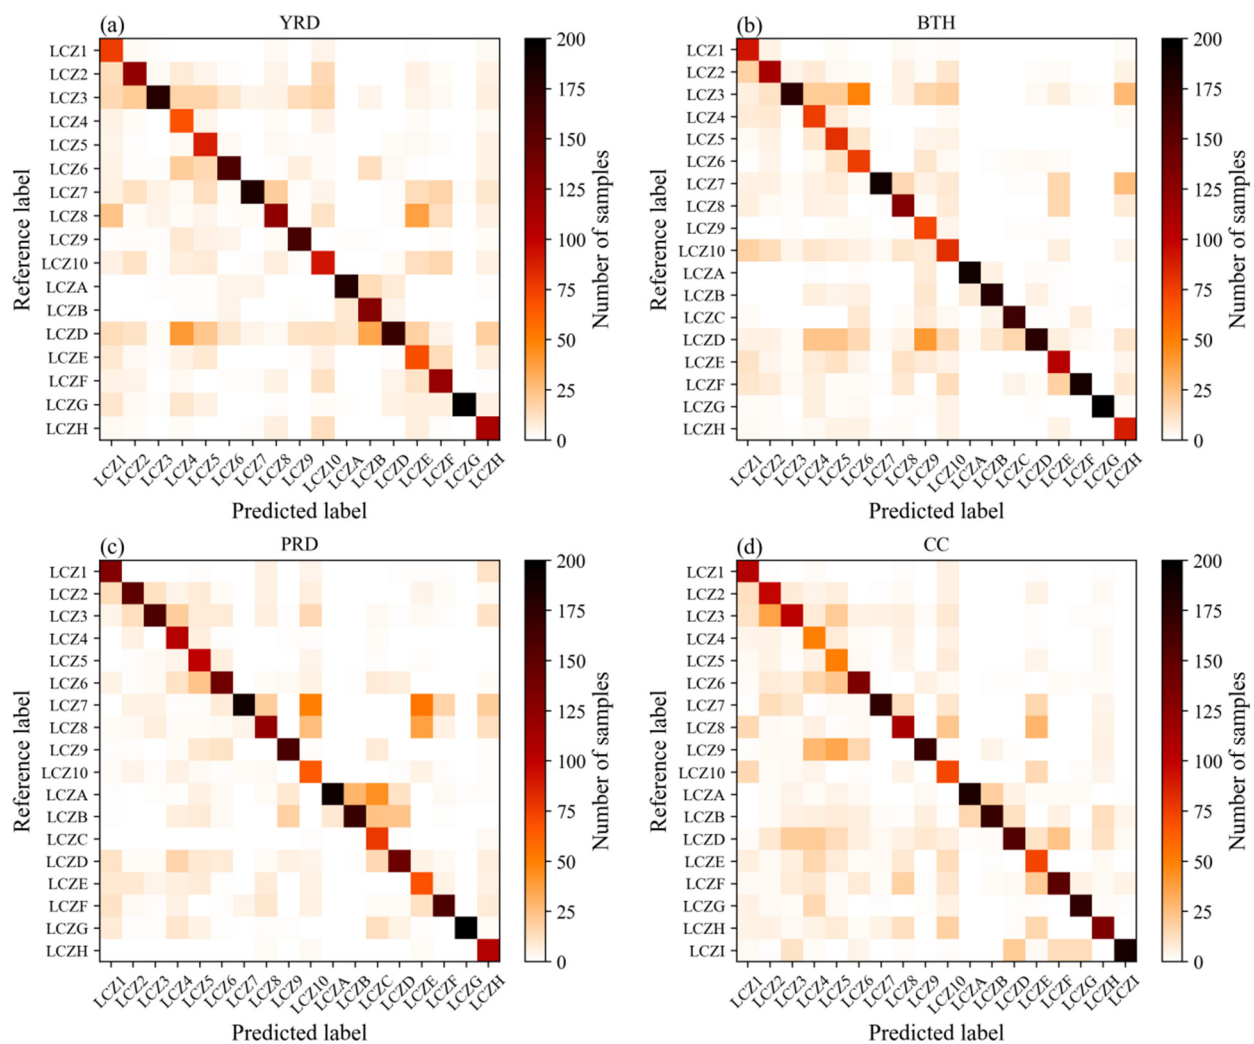 (a) YRD
LCZ1
LCZ2
LCZ3
LCZ4
LCZ5
LCZ6
LCZ7
LCZ8
LCZ9
LCZ10
LCZA
LCZB
LCZD
LCZE
LCZF
LCZG
LCZH
Reference label
LCZ1 LCZ2 LCZ3 LCZ4 LCZ5 LCZ6 LCZ7 LCZ8 LCZ9 LCZ10 LCZA LCZB LCZD LCZE LCZF LCZG LCZH
Predicted label
200
175
150
125
100
75
50
25
0
Number of samples
(b) BTH
LCZ1
LCZ2
LCZ3
LCZ4
LCZ5
LCZ6
LCZ7
LCZ8
LCZ9
LCZ10
LCZA
LCZB
LCZC
LCZD
LCZE
LCZF
LCZG
LCZH
Reference label
LCZ1 LCZ2 LCZ3 LCZ4 LCZ5 LCZ6 LCZ7 LCZ8 LCZ9 LCZ10 LCZA LCZB LCZC LCZD LCZE LCZF LCZG LCZH
Predicted label
200
175
150
125
100
75
50
25
0
Number of samples
(c) PRD
LCZ1
LCZ2
LCZ3
LCZ4
LCZ5
LCZ6
LCZ7
LCZ8
LCZ9
LCZ10
LCZA
LCZB
LCZC
LCZD
LCZE
LCZF
LCZG
LCZH
Reference label
LCZ1 LCZ2 LCZ3 LCZ4 LCZ5 LCZ6 LCZ7 LCZ8 LCZ9 LCZ10 LCZA LCZB LCZC LCZD LCZE LCZF LCZG LCZH
Predicted label
200
175
150
125
100
75
50
25
0
Number of samples
(d) CC
LCZ1
LCZ2
LCZ3
LCZ4
LCZ5
LCZ6
LCZ7
LCZ8
LCZ9
LCZ10
LCZA
LCZB
LCZD
LCZE
LCZF
LCZG
LCZH
LCZI
Reference label
LCZ1 LCZ2 LCZ3 LCZ4 LCZ5 LCZ6 LCZ7 LCZ8 LCZ9 LCZ10 LCZA LCZB LCZD LCZE LCZF LCZG LCZH LCZI
Predicted label
200
175
150
125
100
75
50
25
0
Number of samples